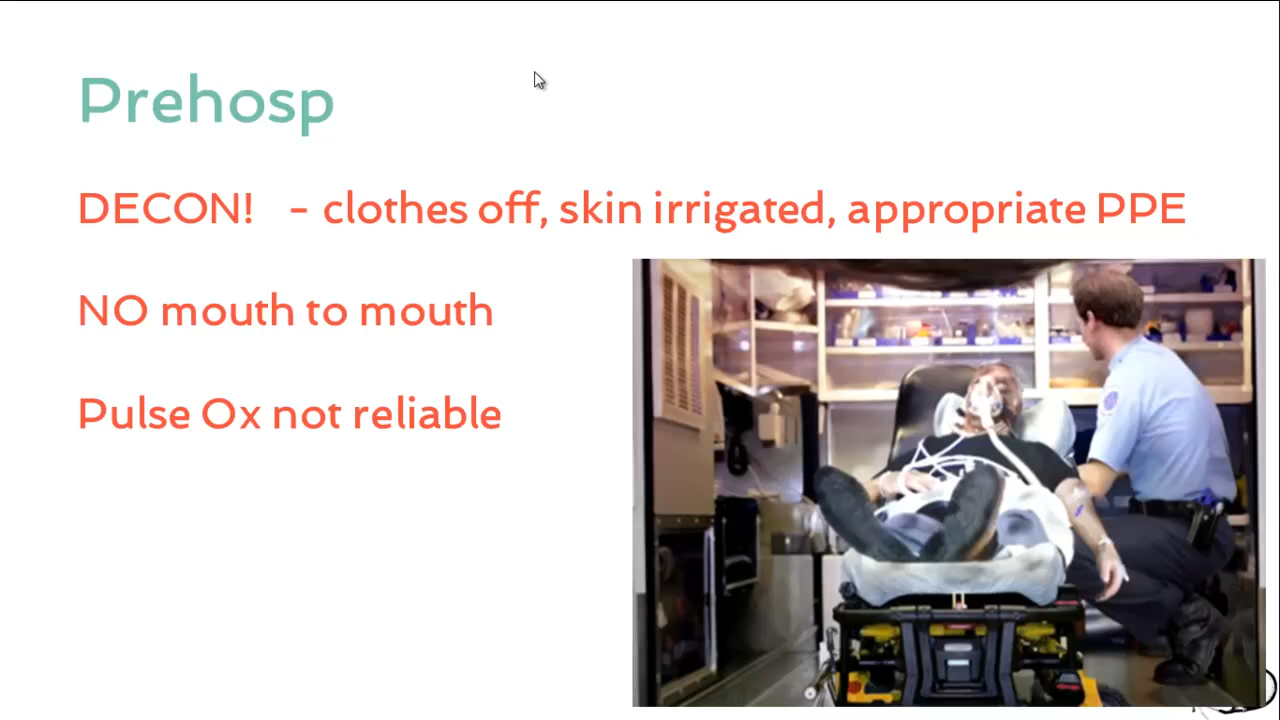 Prehosp
DECON! - clothes off, skin irrigated, appropriate PPE
NO mouth to mouth
Pulse Ox not reliable